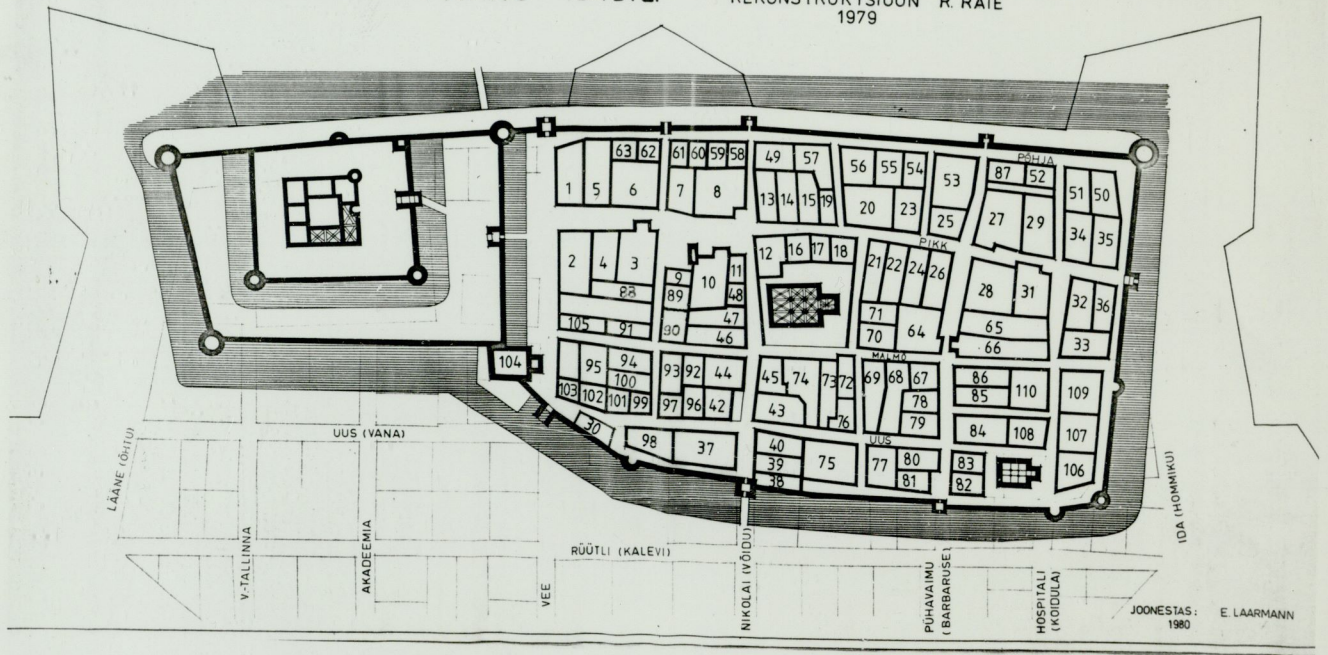 REKONSTRUKTSIOON R. RAIE
1979
63 62 61 60 59 58 49 57 56 55 54 53 PÕHJA
87 52 51 50
1 5 6 7 8 13 14 15 19 20 23 25 27 29 34 35
PIKK
2 4 3 9 10 11 12 16 17 18 21 22 24 26 28 31 32 36
88 89 48 71
105 91 90 47 46 70 64 65 66 33
MALMÖ
104 95 94 93 92 44 45 74 73 72 69 68 67 86 110 109
100 78 85
103 102 101 99 97 96 42 43 76 79 84 108 107
UUS
30 98 37 40 39 38 75 77 80 81 83 82 106
UUS (VANA)
LÄÄNE (ÕHTU)
V.-TALLINNA
AKADEEMIA
VEE
RÜÜTLI (KALEVI)
NIKOLAI (VÕIDU)
PÜHAVAIMU
(BARBARUSE)
HOSPITALI
(KOIDULA)
IDA (HOMMIKU)
JOONESTAS: E. LAARMANN
1980